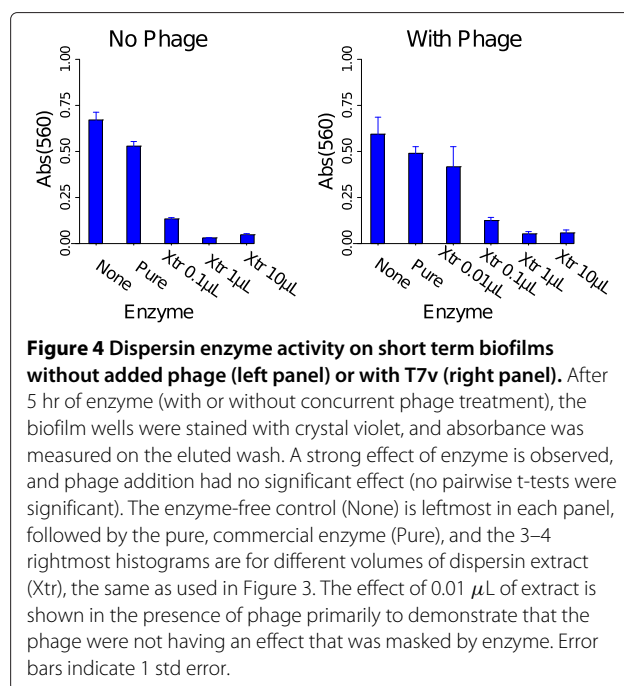 No Phage
With Phage
Abs(560)
0.00 0.25 0.50 0.75 1.00
None Pure Xtr 0.1μL Xtr 1μL Xtr 10μL
Enzyme
Abs(560)
0.00 0.25 0.50 0.75 1.00
None Pure Xtr 0.01μL Xtr 0.1μL Xtr 1μL Xtr 10μL
Enzyme
Figure 4 Dispersin enzyme activity on short term biofilms
without added phage (left panel) or with T7v (right panel). After
5 hr of enzyme (with or without concurrent phage treatment), the
biofilm wells were stained with crystal violet, and absorbance was
measured on the eluted wash. A strong effect of enzyme is observed,
and phage addition had no significant effect (no pairwise t-tests were
significant). The enzyme-free control (None) is leftmost in each panel,
followed by the pure, commercial enzyme (Pure), and the 3–4
rightmost histograms are for different volumes of dispersin extract
(Xtr), the same as used in Figure 3. The effect of 0.01 μL of extract is
shown in the presence of phage primarily to demonstrate that the
phage were not having an effect that was masked by enzyme. Error
bars indicate 1 std error.